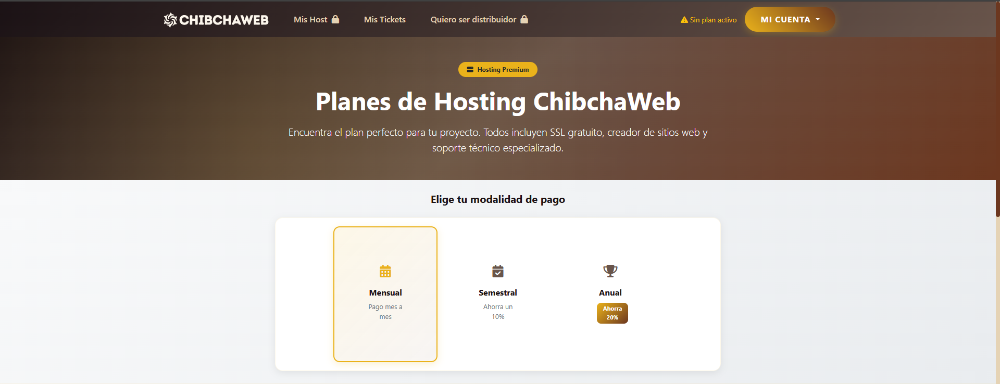 CHIBCHAWEB
Mis Host
Mis Tickets
Quiero ser distribuidor
Sin plan activo
MI CUENTA
Hosting Premium
Planes de Hosting ChibchaWeb
Encuentra el plan perfecto para tu proyecto. Todos incluyen SSL gratuito, creador de sitios web y
soporte técnico especializado.
Elige tu modalidad de pago
Mensual
Pago mes a
mes
Semestral
Ahorra un
10%
Anual
Ahorra
20%